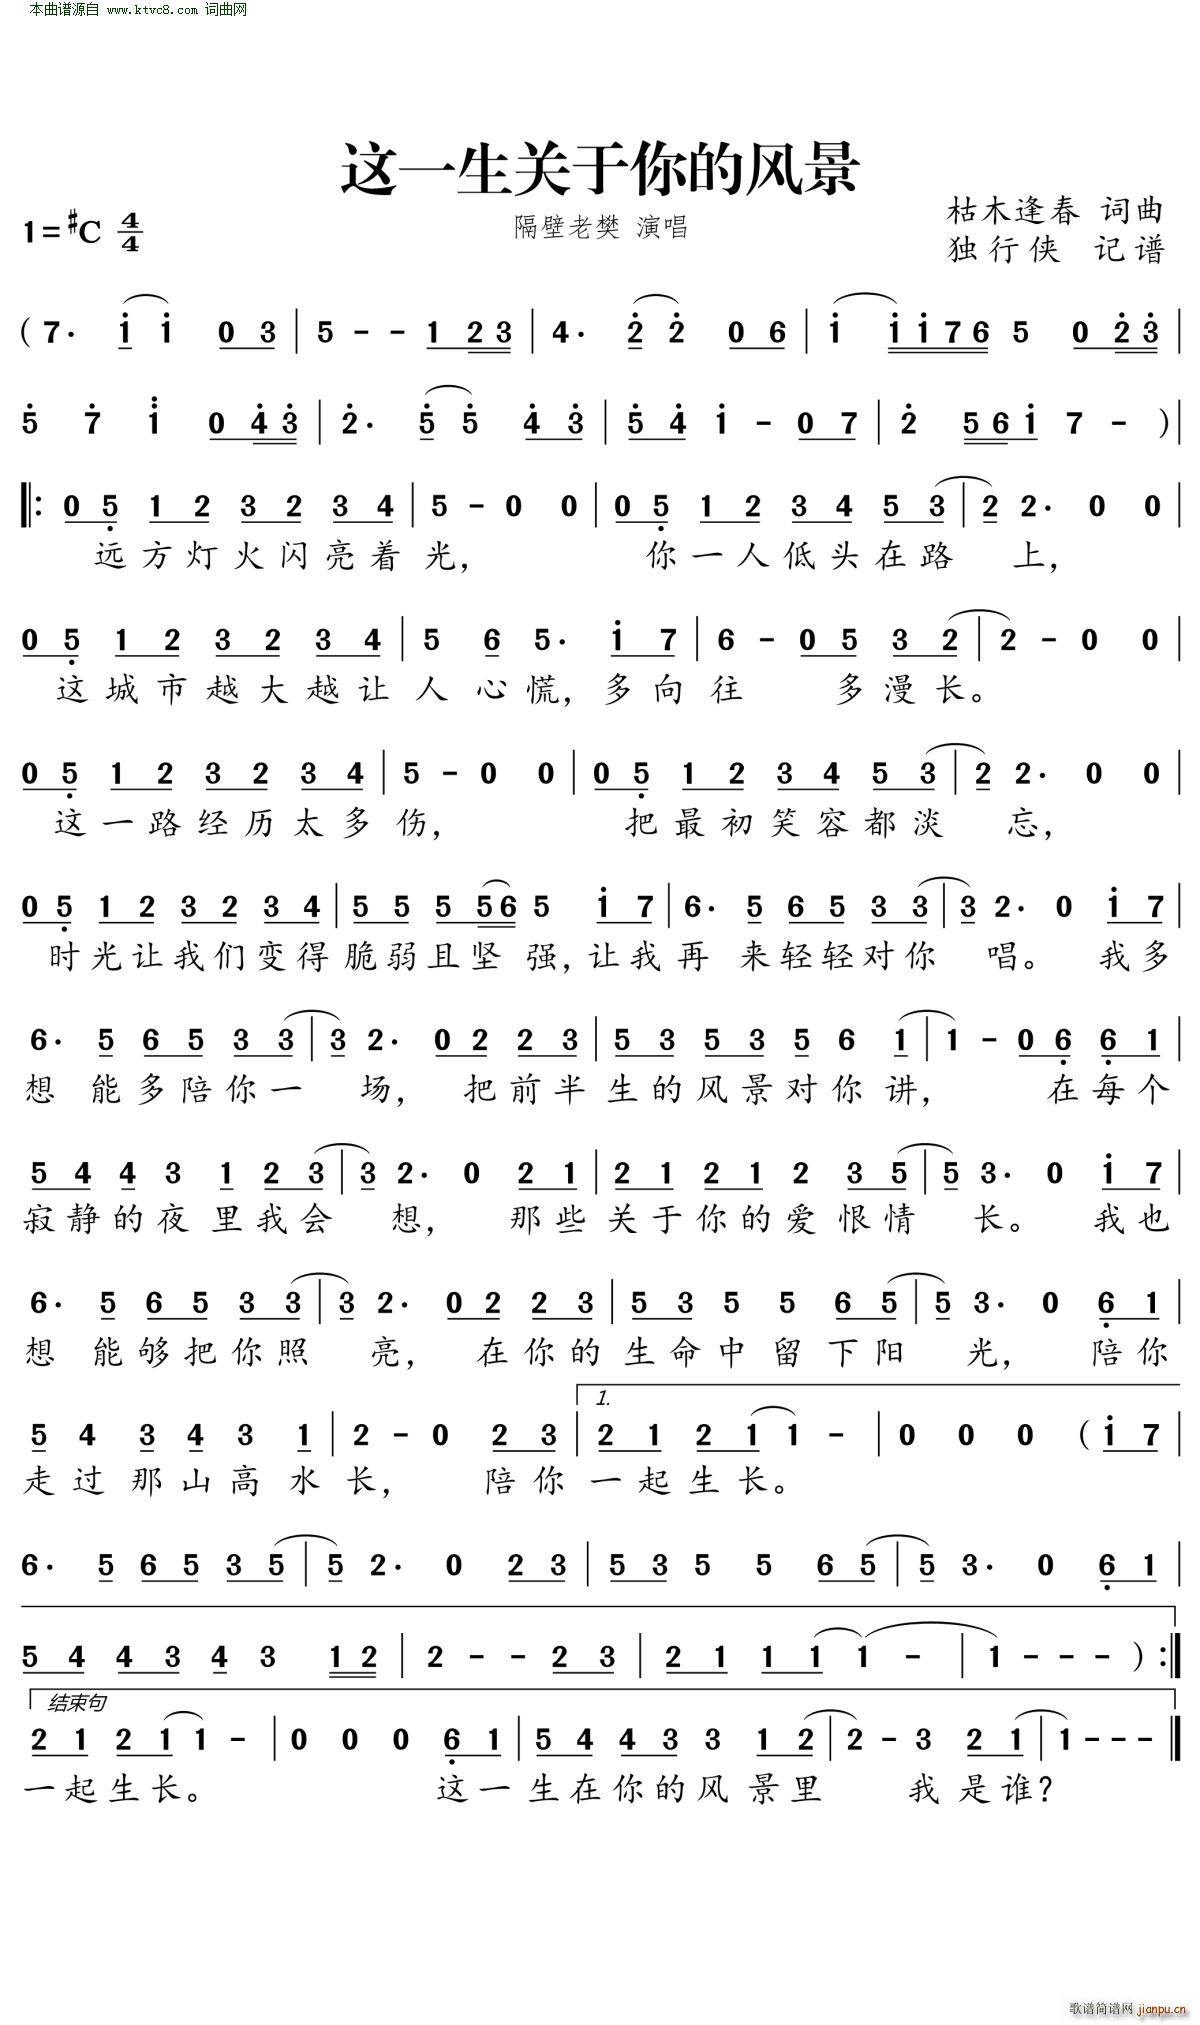 本曲谱源自 www.ktvc8.com 词曲网
这一生关于你的风景
1=#C 4/4
隔壁老樊 演唱
枯木逢春 词曲
独行侠 记谱
(7. i i 0 3 | 5 - - 1 2 3 | 4. 2 2 0 6 | i i i 7 6 5 0 2 3 |
5 7 i 0 4 3 | 2. 5 5 4 3 | 5 4 i - 0 7 | 2 5 6 i 7 - )|
‖: 0 5 1 2 3 2 3 4 | 5 - 0 0 | 0 5 1 2 3 4 5 3 | 2 2. 0 0 |
远方灯火闪亮着光, 你一人低头在路 上,
0 5 1 2 3 2 3 4 | 5 6 5. i 7 | 6 - 0 5 3 2 | 2 - 0 0 |
这城市越大越让人心慌, 多向往 多漫长。
0 5 1 2 3 2 3 4 | 5 - 0 0 | 0 5 1 2 3 4 5 3 | 2 2. 0 0 |
这一路经历太多伤, 把最初笑容都淡 忘,
0 5 1 2 3 2 3 4 | 5 5 5 5 6 5 i 7 | 6. 5 6 5 3 3 | 3 2. 0 i 7 |
时光让我们变得脆弱且坚强, 让我再 来轻轻对你 唱。 我多
6. 5 6 5 3 3 | 3 2. 0 2 2 3 | 5 3 5 3 5 6 1 | 1 - 0 6 6 1 |
想 能多陪你一 场, 把前半生的风景对你讲, 在每个
5 4 4 3 1 2 3 | 3 2. 0 2 1 | 2 1 2 1 2 3 5 | 5 3. 0 i 7 |
寂静的夜里我会 想, 那些关于你的爱恨情 长。 我也
6. 5 6 5 3 3 | 3 2. 0 2 2 3 | 5 3 5 5 6 5 | 5 3. 0 6 1 |
想 能够把你照 亮, 在你的生命中留下阳 光, 陪你
1.
5 4 3 4 3 1 | 2 - 0 2 3 | 2 1 2 1 1 - | 0 0 0 (i 7 |
走过那山高水长, 陪你一起生长。
6. 5 6 5 3 5 | 5 2. 0 2 3 | 5 3 5 5 6 5 | 5 3. 0 6 1 |
5 4 4 3 4 3 1 2 | 2 - - 2 3 | 2 1 1 1 1 - | 1 - - - ) :‖
结束句
2 1 2 1 1 - | 0 0 0 6 1 | 5 4 4 3 3 1 2 | 2 - 3 2 1 | 1 - - - ‖
一起生长。 这一生在你的风景里 我是谁?
歌谱简谱网 jianpu.cn